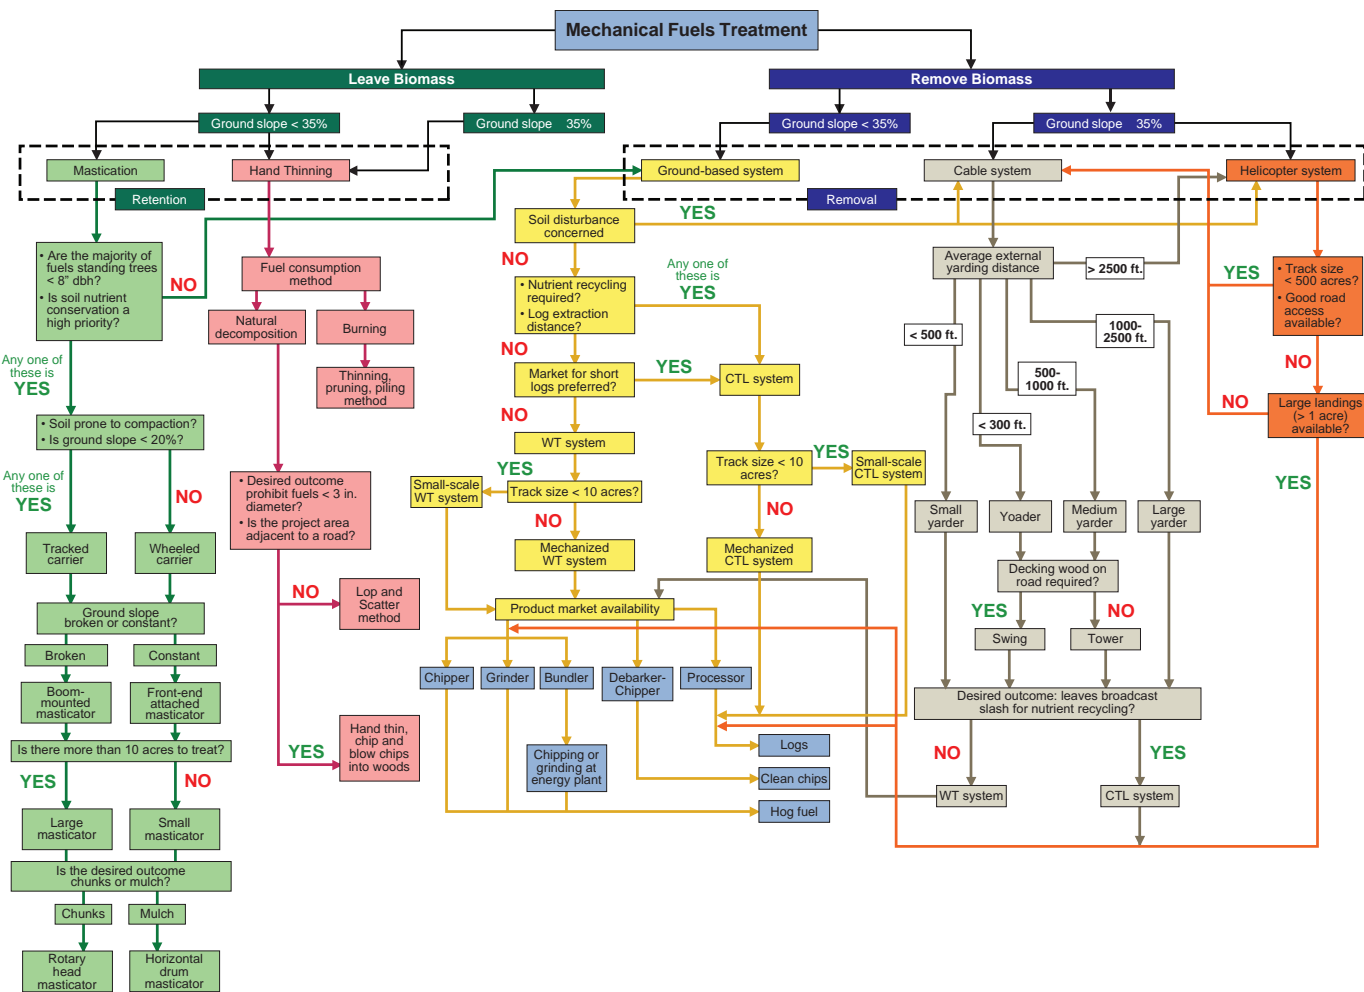 Mechanical Fuels Treatment
Leave Biomass
Remove Biomass
Ground slope < 35%
Ground slope   35%
Ground slope < 35%
Ground slope   35%
Mastication
Hand Thinning
Ground-based system
Cable system
Helicopter system
Retention
Removal
Soil disturbance
concerned
YES
• Are the majority of
fuels standing trees
< 8” dbh?
• Is soil nutrient
conservation a
high priority?
NO
Fuel consumption
method
NO
Any one of
these is
YES
Average external
yarding distance
> 2500 ft.
YES
• Track size
< 500 acres?
• Good road
access
available?
• Nutrient recycling
required?
• Log extraction
distance?
Natural
decomposition
Burning
< 500 ft.
1000-
2500 ft.
NO
Any one of
these is
YES
Thinning,
pruning, piling
method
Market for short
logs preferred?
YES
CTL system
500-
1000 ft.
NO
NO
NO
Large landings
(> 1 acre)
available?
• Soil prone to compaction?
• Is ground slope < 20%?
WT system
< 300 ft.
Any one of
these is
YES
NO
• Desired outcome
prohibit fuels < 3 in.
diameter?
• Is the project area
adjacent to a road?
YES
Small-scale
WT system
Track size < 10 acres?
Track size < 10
acres?
YES
Small-scale
CTL system
YES
NO
NO
Small
yarder
Yoader
Medium
yarder
Large
yarder
Tracked
carrier
Wheeled
carrier
Mechanized
WT system
Mechanized
CTL system
Decking wood on
road required?
NO
Lop and
Scatter
method
Ground slope
broken or constant?
Product market availability
YES
NO
Swing
Tower
Broken
Constant
Chipper
Grinder
Bundler
Debarker-
Chipper
Processor
Boom-
mounted
masticator
Front-end
attached
masticator
Desired outcome: leaves broadcast
slash for nutrient recycling?
Is there more than 10 acres to treat?
YES
Hand thin,
chip and
blow chips
into woods
Chipping or
grinding at
energy plant
Logs
NO
YES
YES
NO
Clean chips
WT system
CTL system
Large
masticator
Small
masticator
Hog fuel
Is the desired outcome
chunks or mulch?
Chunks
Mulch
Rotary
head
masticator
Horizontal
drum
masticator